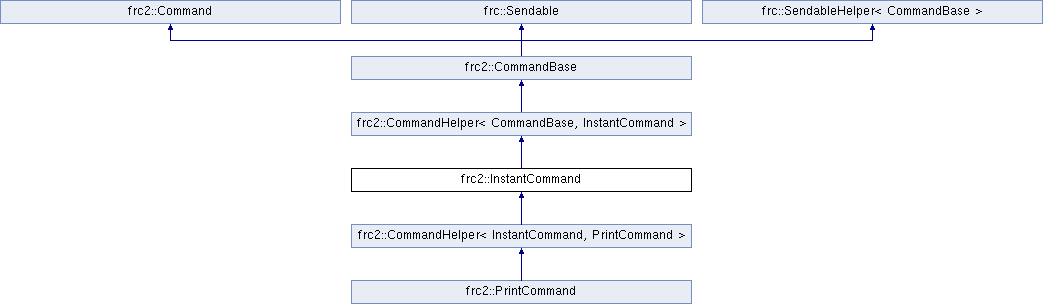 frc2::Command
frc::Sendable
frc::SendableHelper< CommandBase >
frc2::CommandBase
frc2::CommandHelper< CommandBase, InstantCommand >
frc2::InstantCommand
frc2::CommandHelper< InstantCommand, PrintCommand >
frc2::PrintCommand